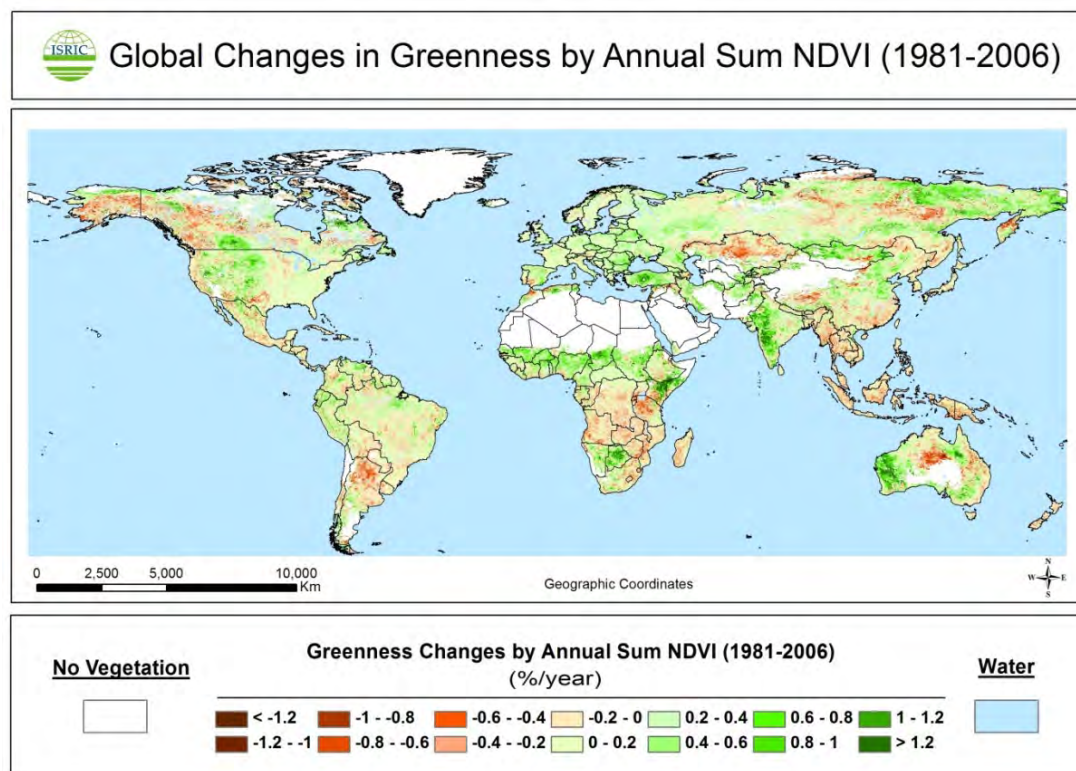 ISRIC
Global Changes in Greenness by Annual Sum NDVI (1981-2006)
0 2,500 5,000 10,000
Km
Geographic Coordinates
N
W E
S
No Vegetation
Greenness Changes by Annual Sum NDVI (1981-2006)
(%/year)
Water
< -1.2 -1 - -0.8 -0.6 - -0.4 -0.2 - 0 0.2 - 0.4 0.6 - 0.8 1 - 1.2
-1.2 - -1 -0.8 - -0.6 -0.4 - -0.2 0 - 0.2 0.4 - 0.6 0.8 - 1 > 1.2